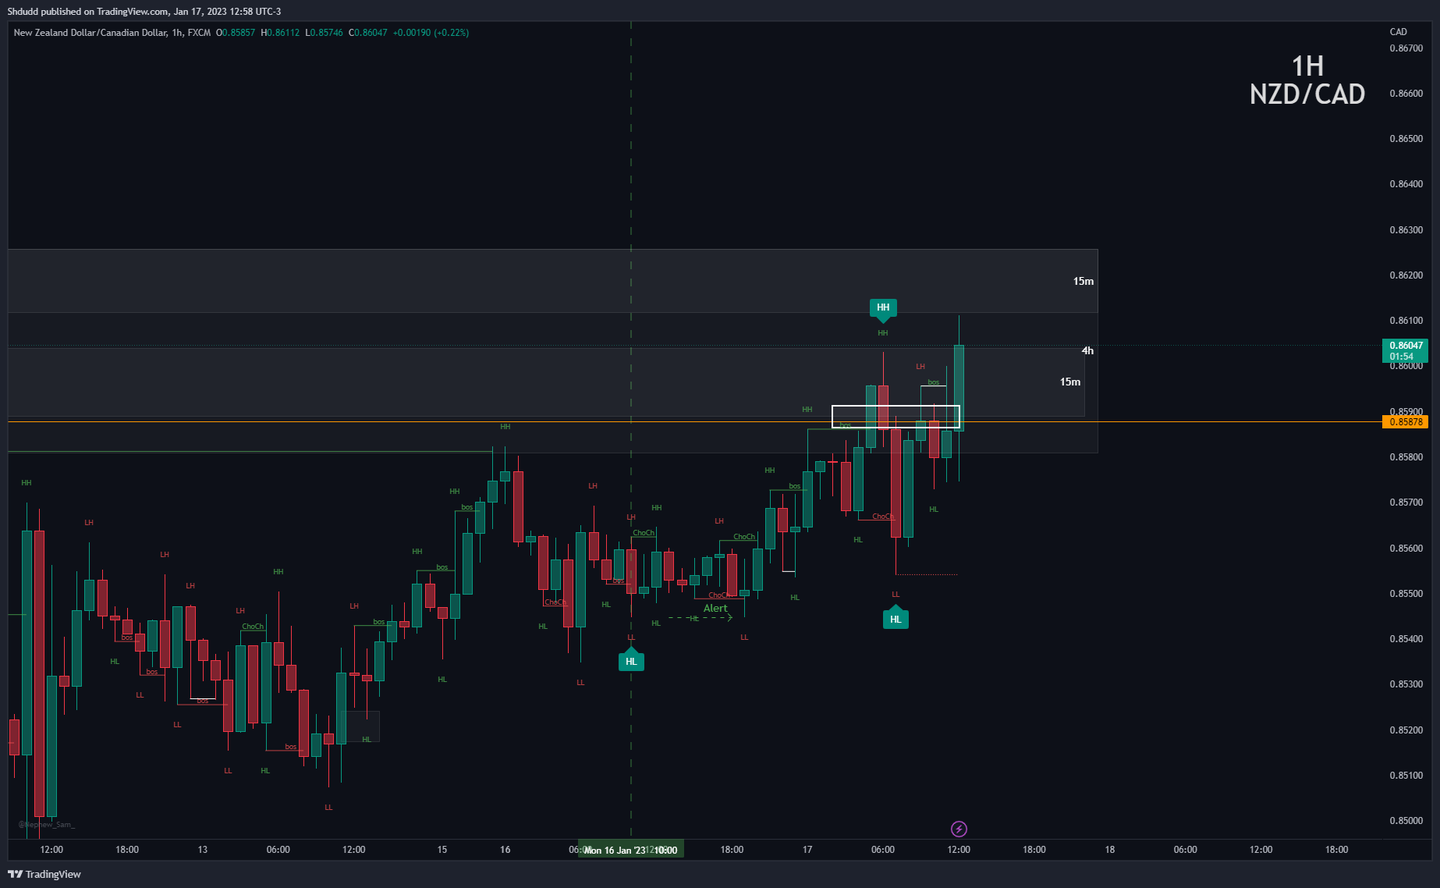 Shdudd published on TradingView.com, Jan 17, 2023 12:58 UTC-3
New Zealand Dollar/Canadian Dollar, 1h, FXCM O0.85857 H0.86112 L0.85746 C0.86047 +0.00190 (+0.22%)
CAD
0.86700
1H
NZD/CAD
0.86600
0.86500
0.86400
0.86300
0.86200
15m
HH
0.86100
HH
0.86047
01:54
4h
0.86000
LH
bos
15m
HH
0.85900
bos
0.85878
HH
0.85800
HH
HH
bos
0.85700
HH
HH
LH
bos
HH
HL
LH
LH
LH
ChoCh
ChoCh
ChoCh
HL
0.85600
LH
HH
bos
LH
bos
HL
0.85500
LL
ChoCh
ChoCh
HL
HL
LH
HH
LH
bos
Alert
HL
HL
HL
ChoCh
HL
HL
bos
LL
LL
0.85400
HL
HL
bos
HL
LL
0.85300
LL
bos
LL
HL
0.85200
bos
LL
HL
0.85100
LL
0.85000
@Nephew_Sam_
12:00 18:00 13 06:00 12:00 15 16 Mon 16 Jan '23 10:00 18:00 17 06:00 12:00 18:00 18 06:00 12:00 18:00
TradingView